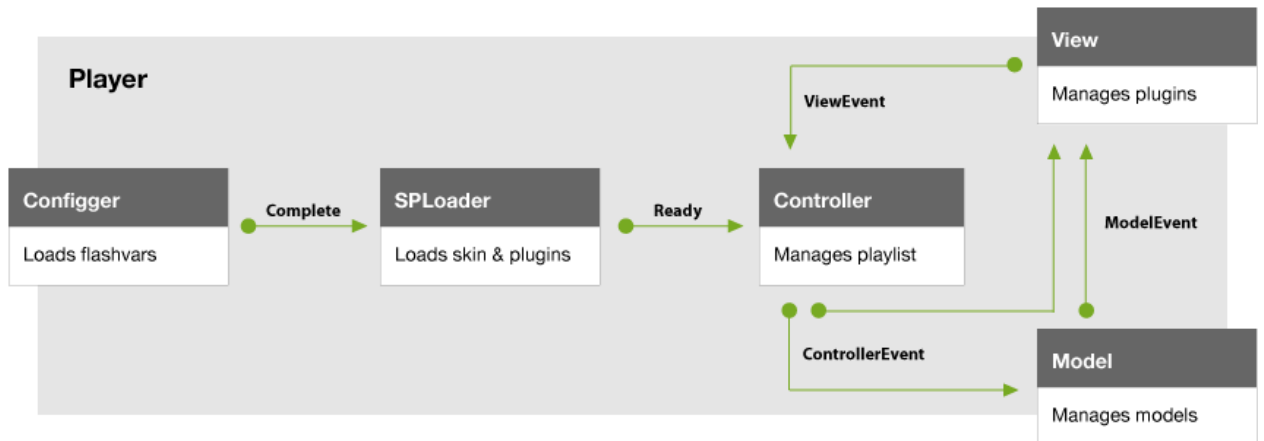 Player
View
Manages plugins
ViewEvent
Configger
Loads flashvars
Complete
SPLoader
Loads skin & plugins
Ready
Controller
Manages playlist
ModelEvent
ControllerEvent
Model
Manages models